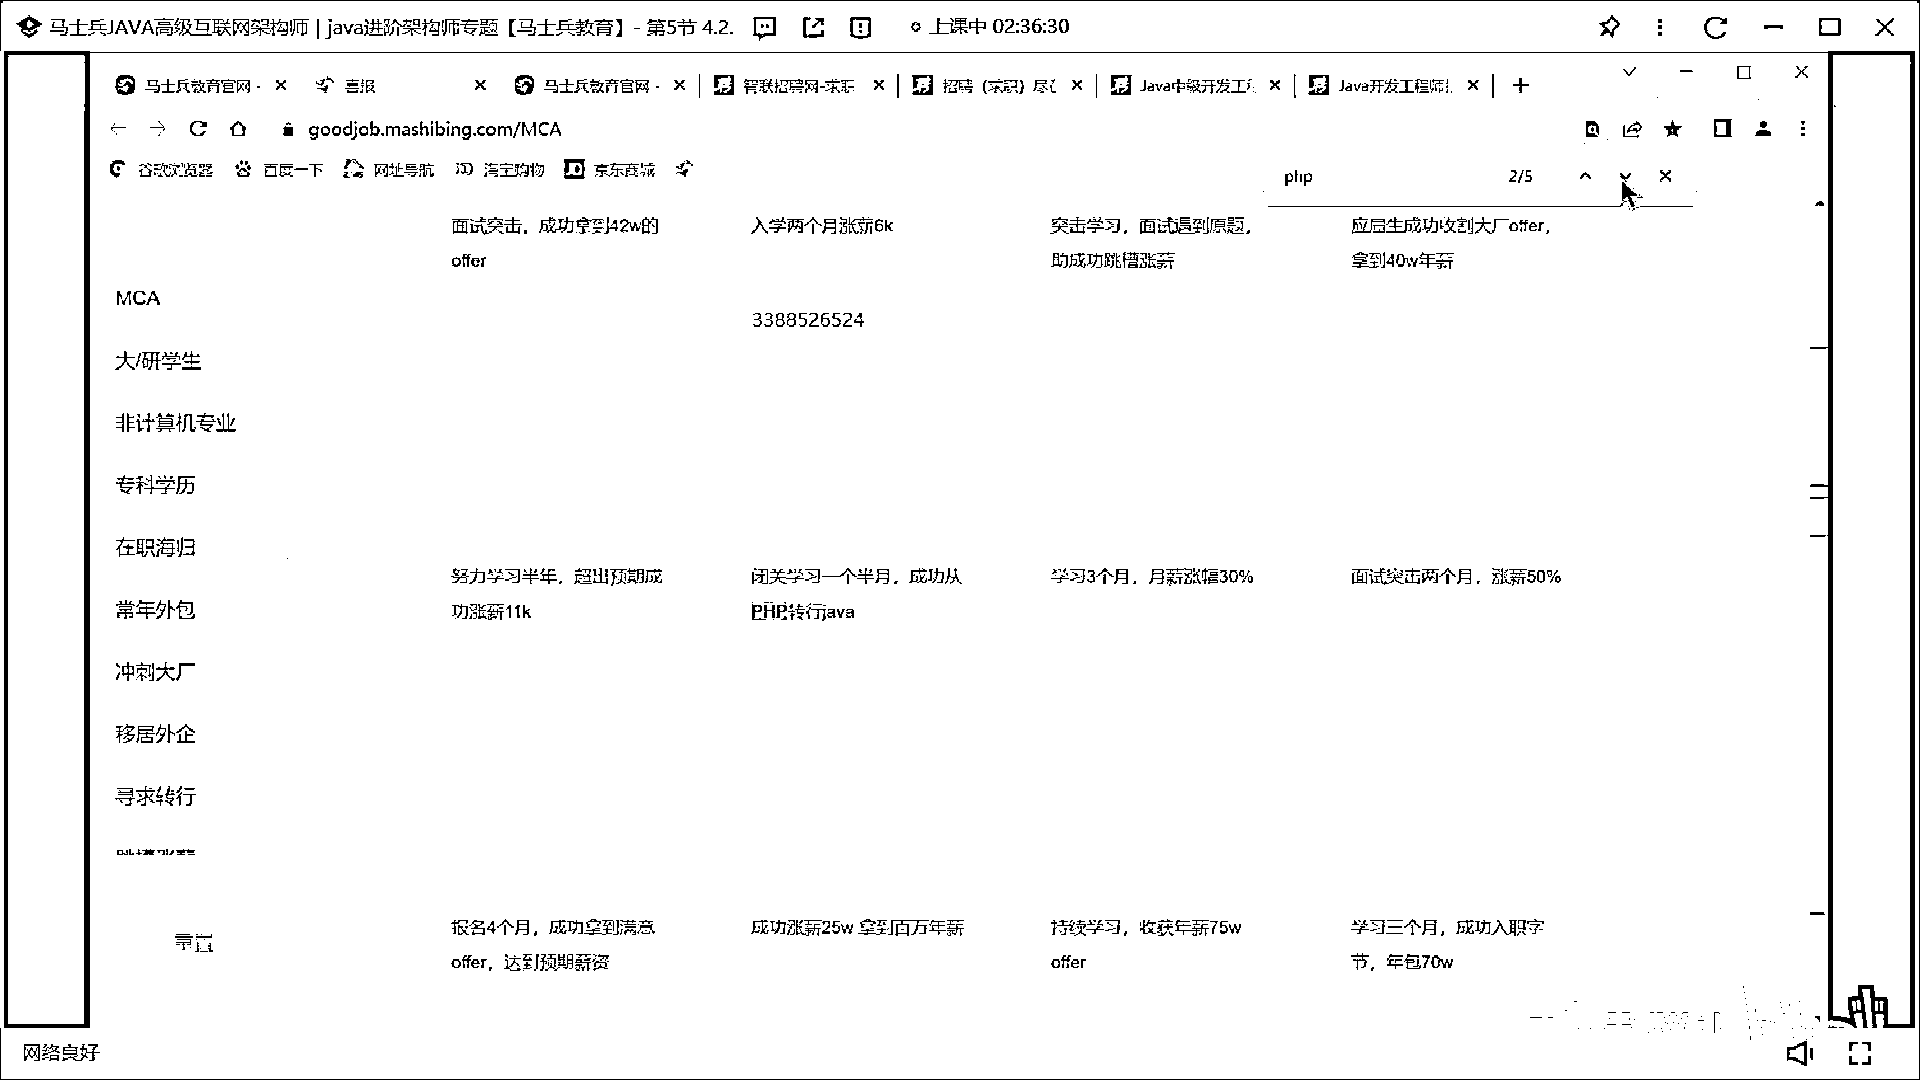 马士兵JAVA高级互联网架构师 | java进阶架构师专题【马士兵教育】- 第5节 4.2. 上课中 02:36:30
马士兵教育官网 - 喜报 马士兵教育官网 - 智联招聘网-求职 招聘（求职）尽在 Java中级开发工程 Java开发工程师招
goodjob.mashibing.com/MCA
谷歌浏览器 百度一下 网址导航 淘宝购物 京东商城
php 2/5
面试突击，成功拿到42w的 入学两个月涨薪6k 突击学习，面试遇到原题， 应届生成功收割大厂offer，
offer 助成功跳槽涨薪 拿到40w年薪
MCA
3388526524
大/研学生
非计算机专业
专科学历
在职海归
努力学习半年，超出预期成 闭关学习一个半月，成功从 学习3个月，月薪涨幅30% 面试突击两个月，涨薪50%
功涨薪11k PHP转行java
常年外包
冲刺大厂
移居外企
寻求转行
报名4个月，成功拿到满意 成功涨薪25w 拿到百万年薪 持续学习，收获年薪75w 学习三个月，成功入职字
重置
offer，达到预期薪资 offer 节，年包70w
网络良好